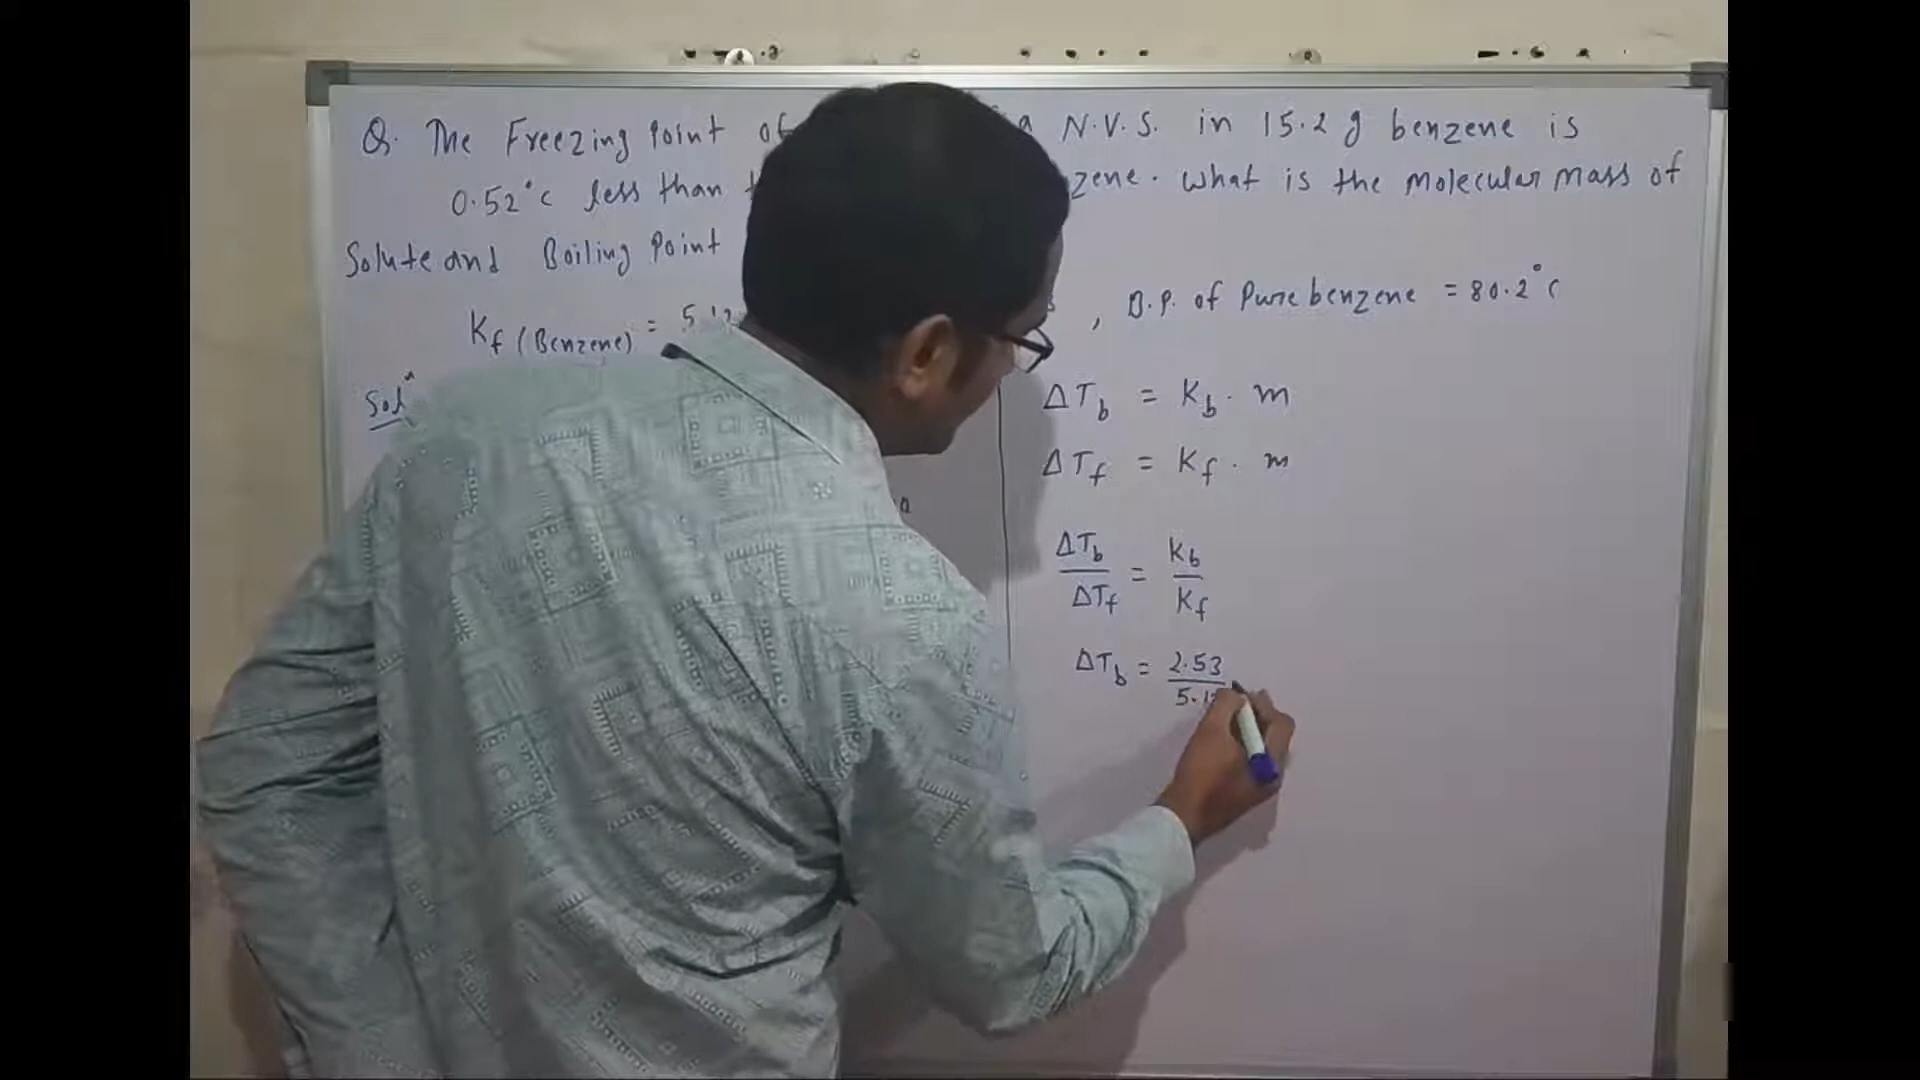 Q. The Freezing Point of N.V.S. in 15.2 g benzene is
0.52°c less than zene. What is the Molecular Mass of
Solute and Boiling Point
Kf (Benzene) = 5.12 , B.P. of Pure benzene = 80.2°c
Solⁿ
ΔTb = Kb . m
ΔTf = Kf . m
ΔTb/ΔTf = Kb/Kf
ΔTb = 2.53/5.12